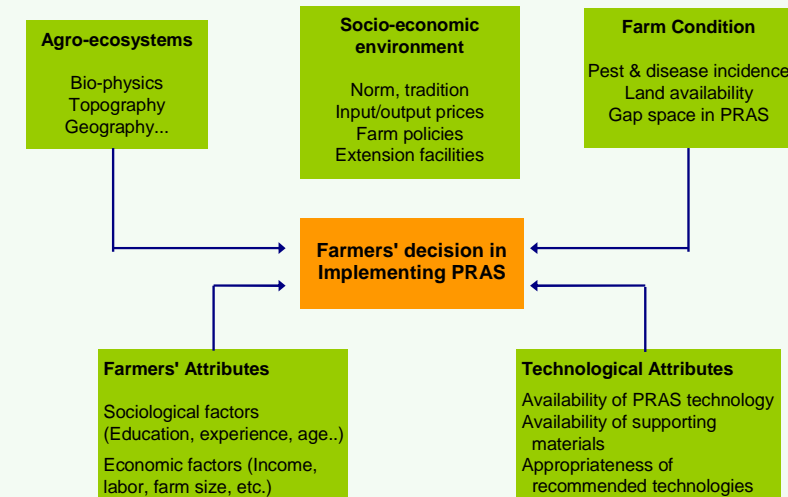 Agro-ecosystems
Bio-physics
Topography
Geography...
Socio-economic
environment
Norm, tradition
Input/output prices
Farm policies
Extension facilities
Farm Condition
Pest & disease incidence
Land availability
Gap space in PRAS
Farmers' decision in
Implementing PRAS
Farmers' Attributes
Sociological factors
(Education, experience, age..)
Economic factors (Income,
labor, farm size, etc.)
Technological Attributes
Availability of PRAS technology
Availability of supporting
materials
Appropriateness of
recommended technologies